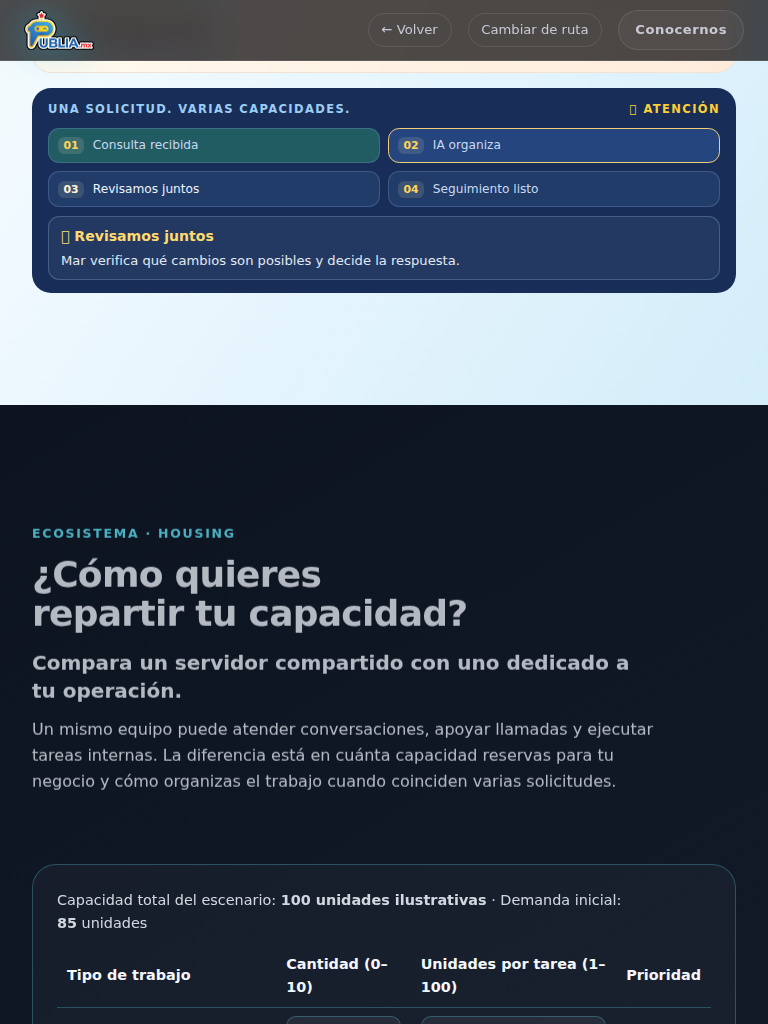 UBLIA.mx
← Volver
Cambiar de ruta
Conocernos
UNA SOLICITUD. VARIAS CAPACIDADES.
ATENCIÓN
01 Consulta recibida
02 IA organiza
03 Revisamos juntos
04 Seguimiento listo
Revisamos juntos
Mar verifica qué cambios son posibles y decide la respuesta.
ECOSISTEMA · HOUSING
¿Cómo quieres
repartir tu capacidad?
Compara un servidor compartido con uno dedicado a
tu operación.
Un mismo equipo puede atender conversaciones, apoyar llamadas y ejecutar
tareas internas. La diferencia está en cuánta capacidad reservas para tu
negocio y cómo organizas el trabajo cuando coinciden varias solicitudes.
Capacidad total del escenario: 100 unidades ilustrativas · Demanda inicial:
85 unidades
Tipo de trabajo
Cantidad (0–
10)
Unidades por tarea (1–
100)
Prioridad